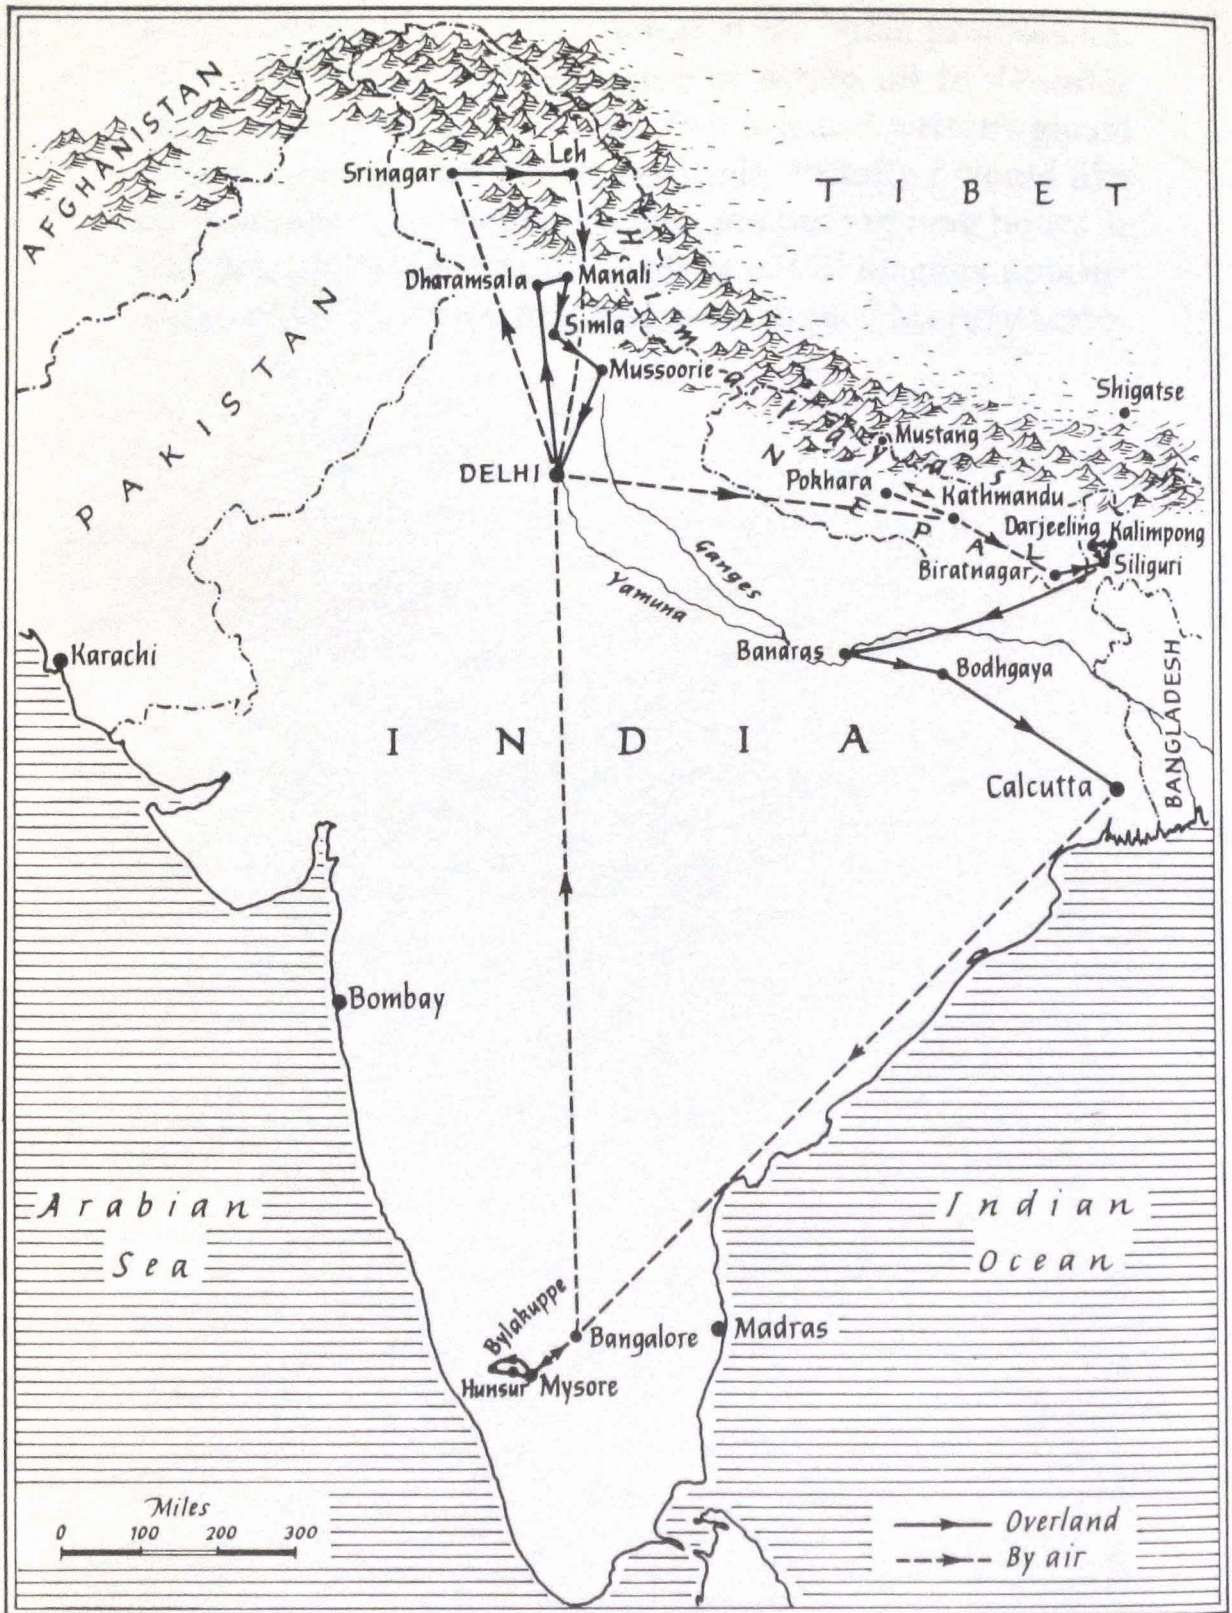 AFGHANISTAN
Srinagar
Leh
TIBET
Himalayas
Dharamsala
Manali
Simla
Mussoorie
PAKISTAN
Shigatse
Mustang
DELHI
Pokhara
Kathmandu
NEPAL
Darjeeling
Kalimpong
Biratnagar
Siliguri
Ganges
Yamuna
Karachi
Banaras
Bodhgaya
BANGLADESH
INDIA
Calcutta
Bombay
Arabian
Sea
Indian
Ocean
Bylakuppe
Bangalore
Madras
Hunsur
Mysore
Miles
0 100 200 300
Overland
By air